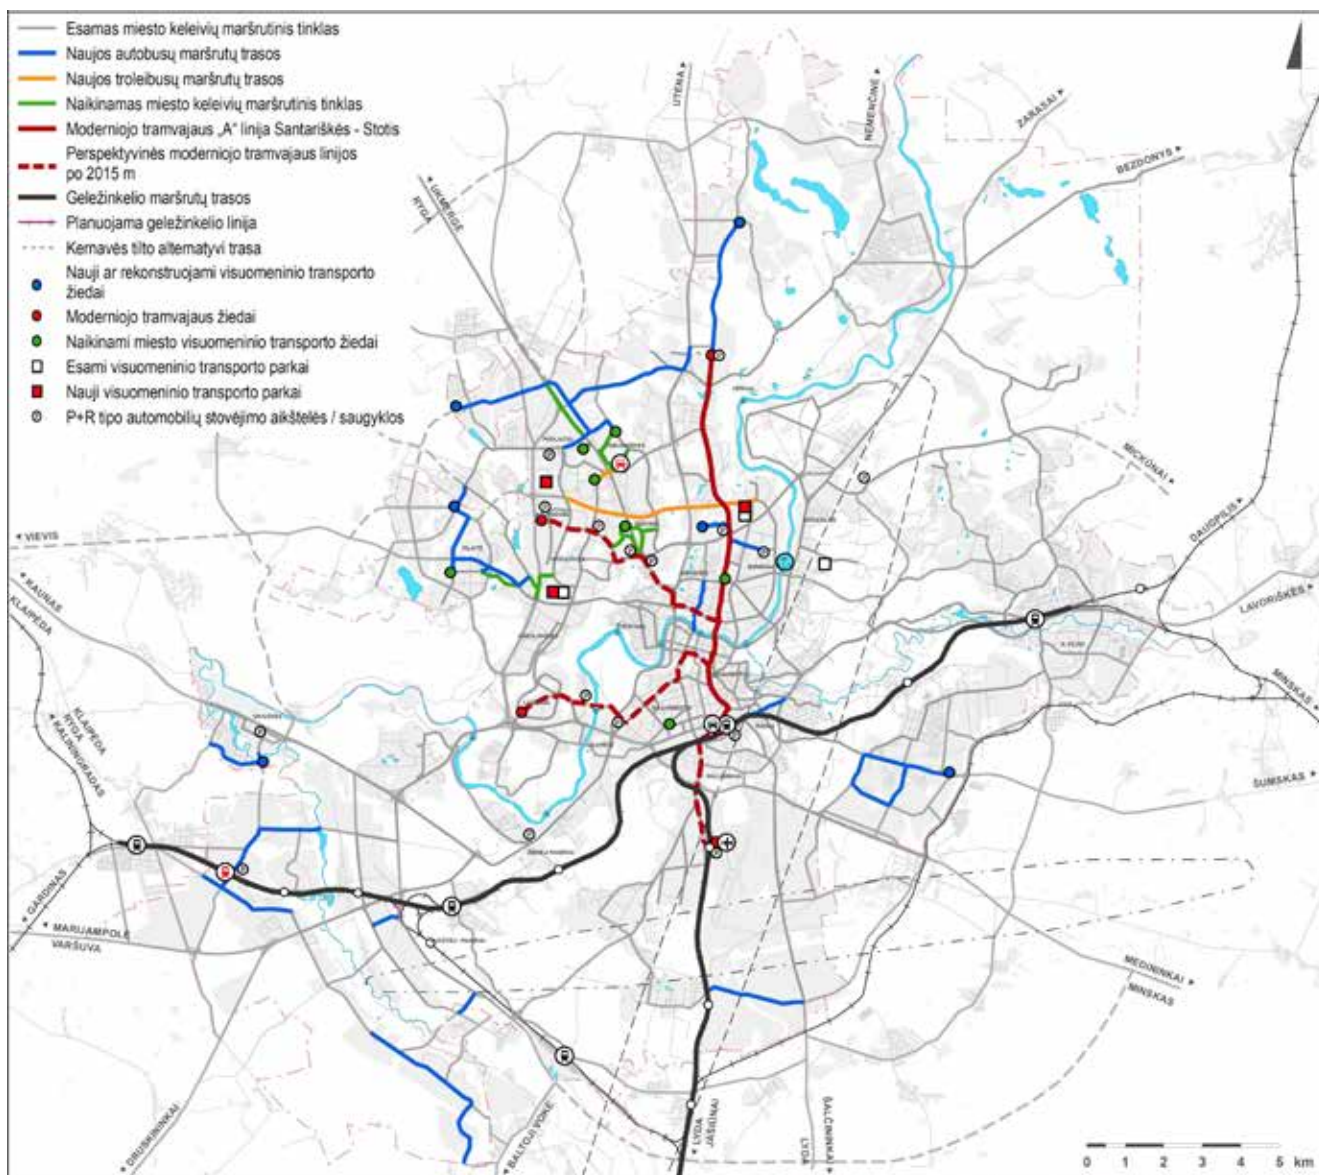 Esamas miesto keleivių maršrutinis tinklas
Naujos autobusų maršrutų trasos
Naujos troleibusų maršrutų trasos
Naikinamas miesto keleivių maršrutinis tinklas
Moderniojo tramvajaus „A" linija Santariškės - Stotis
Perspektyvinės moderniojo tramvajaus linijos
po 2015 m
Geležinkelio maršrutų trasos
Planuojama geležinkelio linija
Kernavės tilto alternatyvi trasa
Nauji ar rekonstruojami visuomeninio transporto
žiedai
Moderniojo tramvajaus žiedai
Naikinami miesto visuomeninio transporto žiedai
Esami visuomeninio transporto parkai
Nauji visuomeninio transporto parkai
P+R tipo automobilių stovėjimo aikštelės / saugyklos
UTENA
NEMENČINĖ
ZARASAI
BEZDONYS
UKMERGĖ
RYGA
MICKŪNAI
DAUGPILIS
VIEVIS
KAUNAS
KLAIPĖDA
LAVORIŠKĖS
MINSKAS
KLAIPĖDA
RYGA
KALININGRADAS
ŠUMSKAS
GARDINAS
MARIJAMPOLĖ
VARŠUVA
MEDININKAI
MINSKAS
DRUSKININKAI
BALTOJI VOKĖ
LYDA
JAŠIŪNAI
LYDA
ŠALČININKAI
0 1 2 3 4 5 km